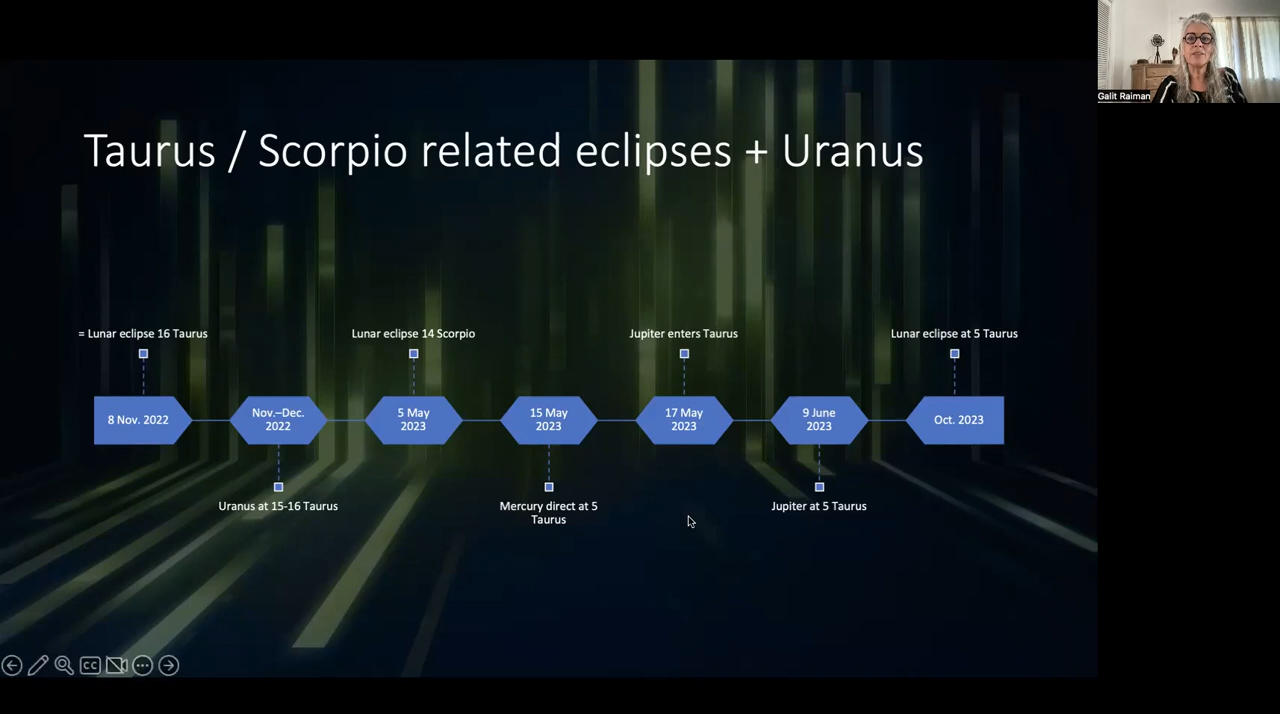 Galit Raiman
Taurus / Scorpio related eclipses + Uranus
= Lunar eclipse 16 Taurus
Lunar eclipse 14 Scorpio
Jupiter enters Taurus
Lunar eclipse at 5 Taurus
8 Nov. 2022
Nov.–Dec.
2022
5 May
2023
15 May
2023
17 May
2023
9 June
2023
Oct. 2023
Uranus at 15-16 Taurus
Mercury direct at 5
Taurus
Jupiter at 5 Taurus
CC